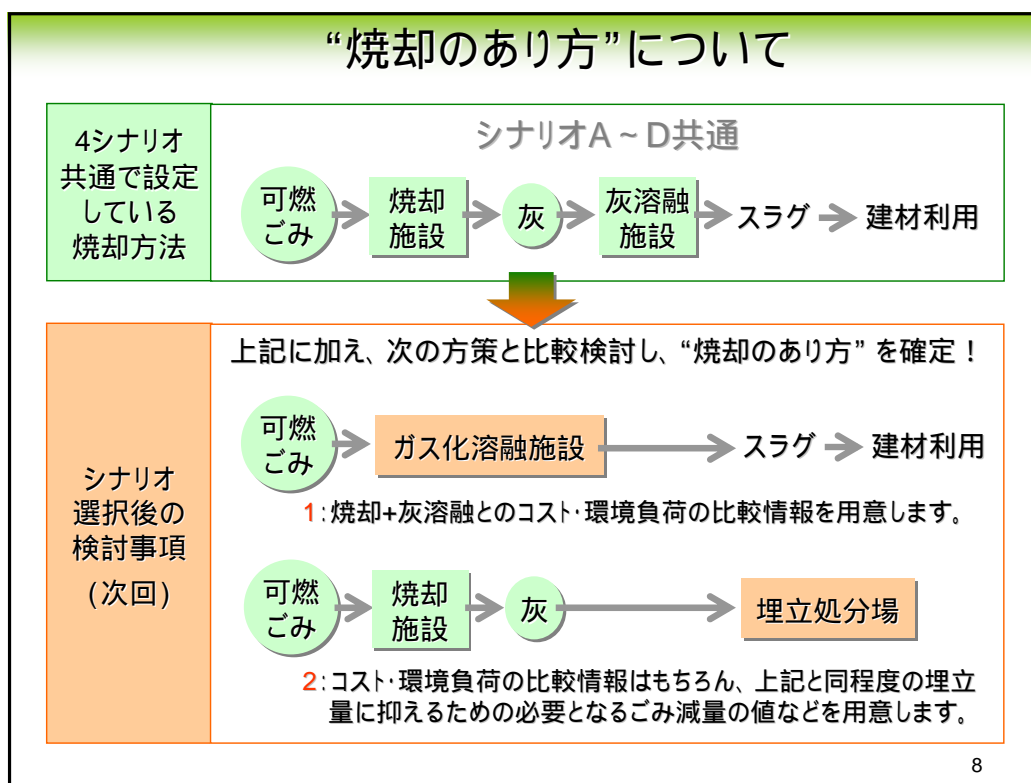 “焼却のあり方”について
4シナリオ
共通で設定
している
焼却方法
シナリオA～D共通
可燃
ごみ
焼却
施設
灰
灰溶融
施設
スラグ
建材利用
シナリオ
選択後の
検討事項
(次回)
上記に加え、次の方策と比較検討し、“焼却のあり方” を確定！
可燃
ごみ
ガス化溶融施設
スラグ
建材利用
1：焼却+灰溶融とのコスト・環境負荷の比較情報を用意します。
可燃
ごみ
焼却
施設
灰
埋立処分場
2：コスト・環境負荷の比較情報はもちろん、上記と同程度の埋立
量に抑えるための必要となるごみ減量の値などを用意します。
8